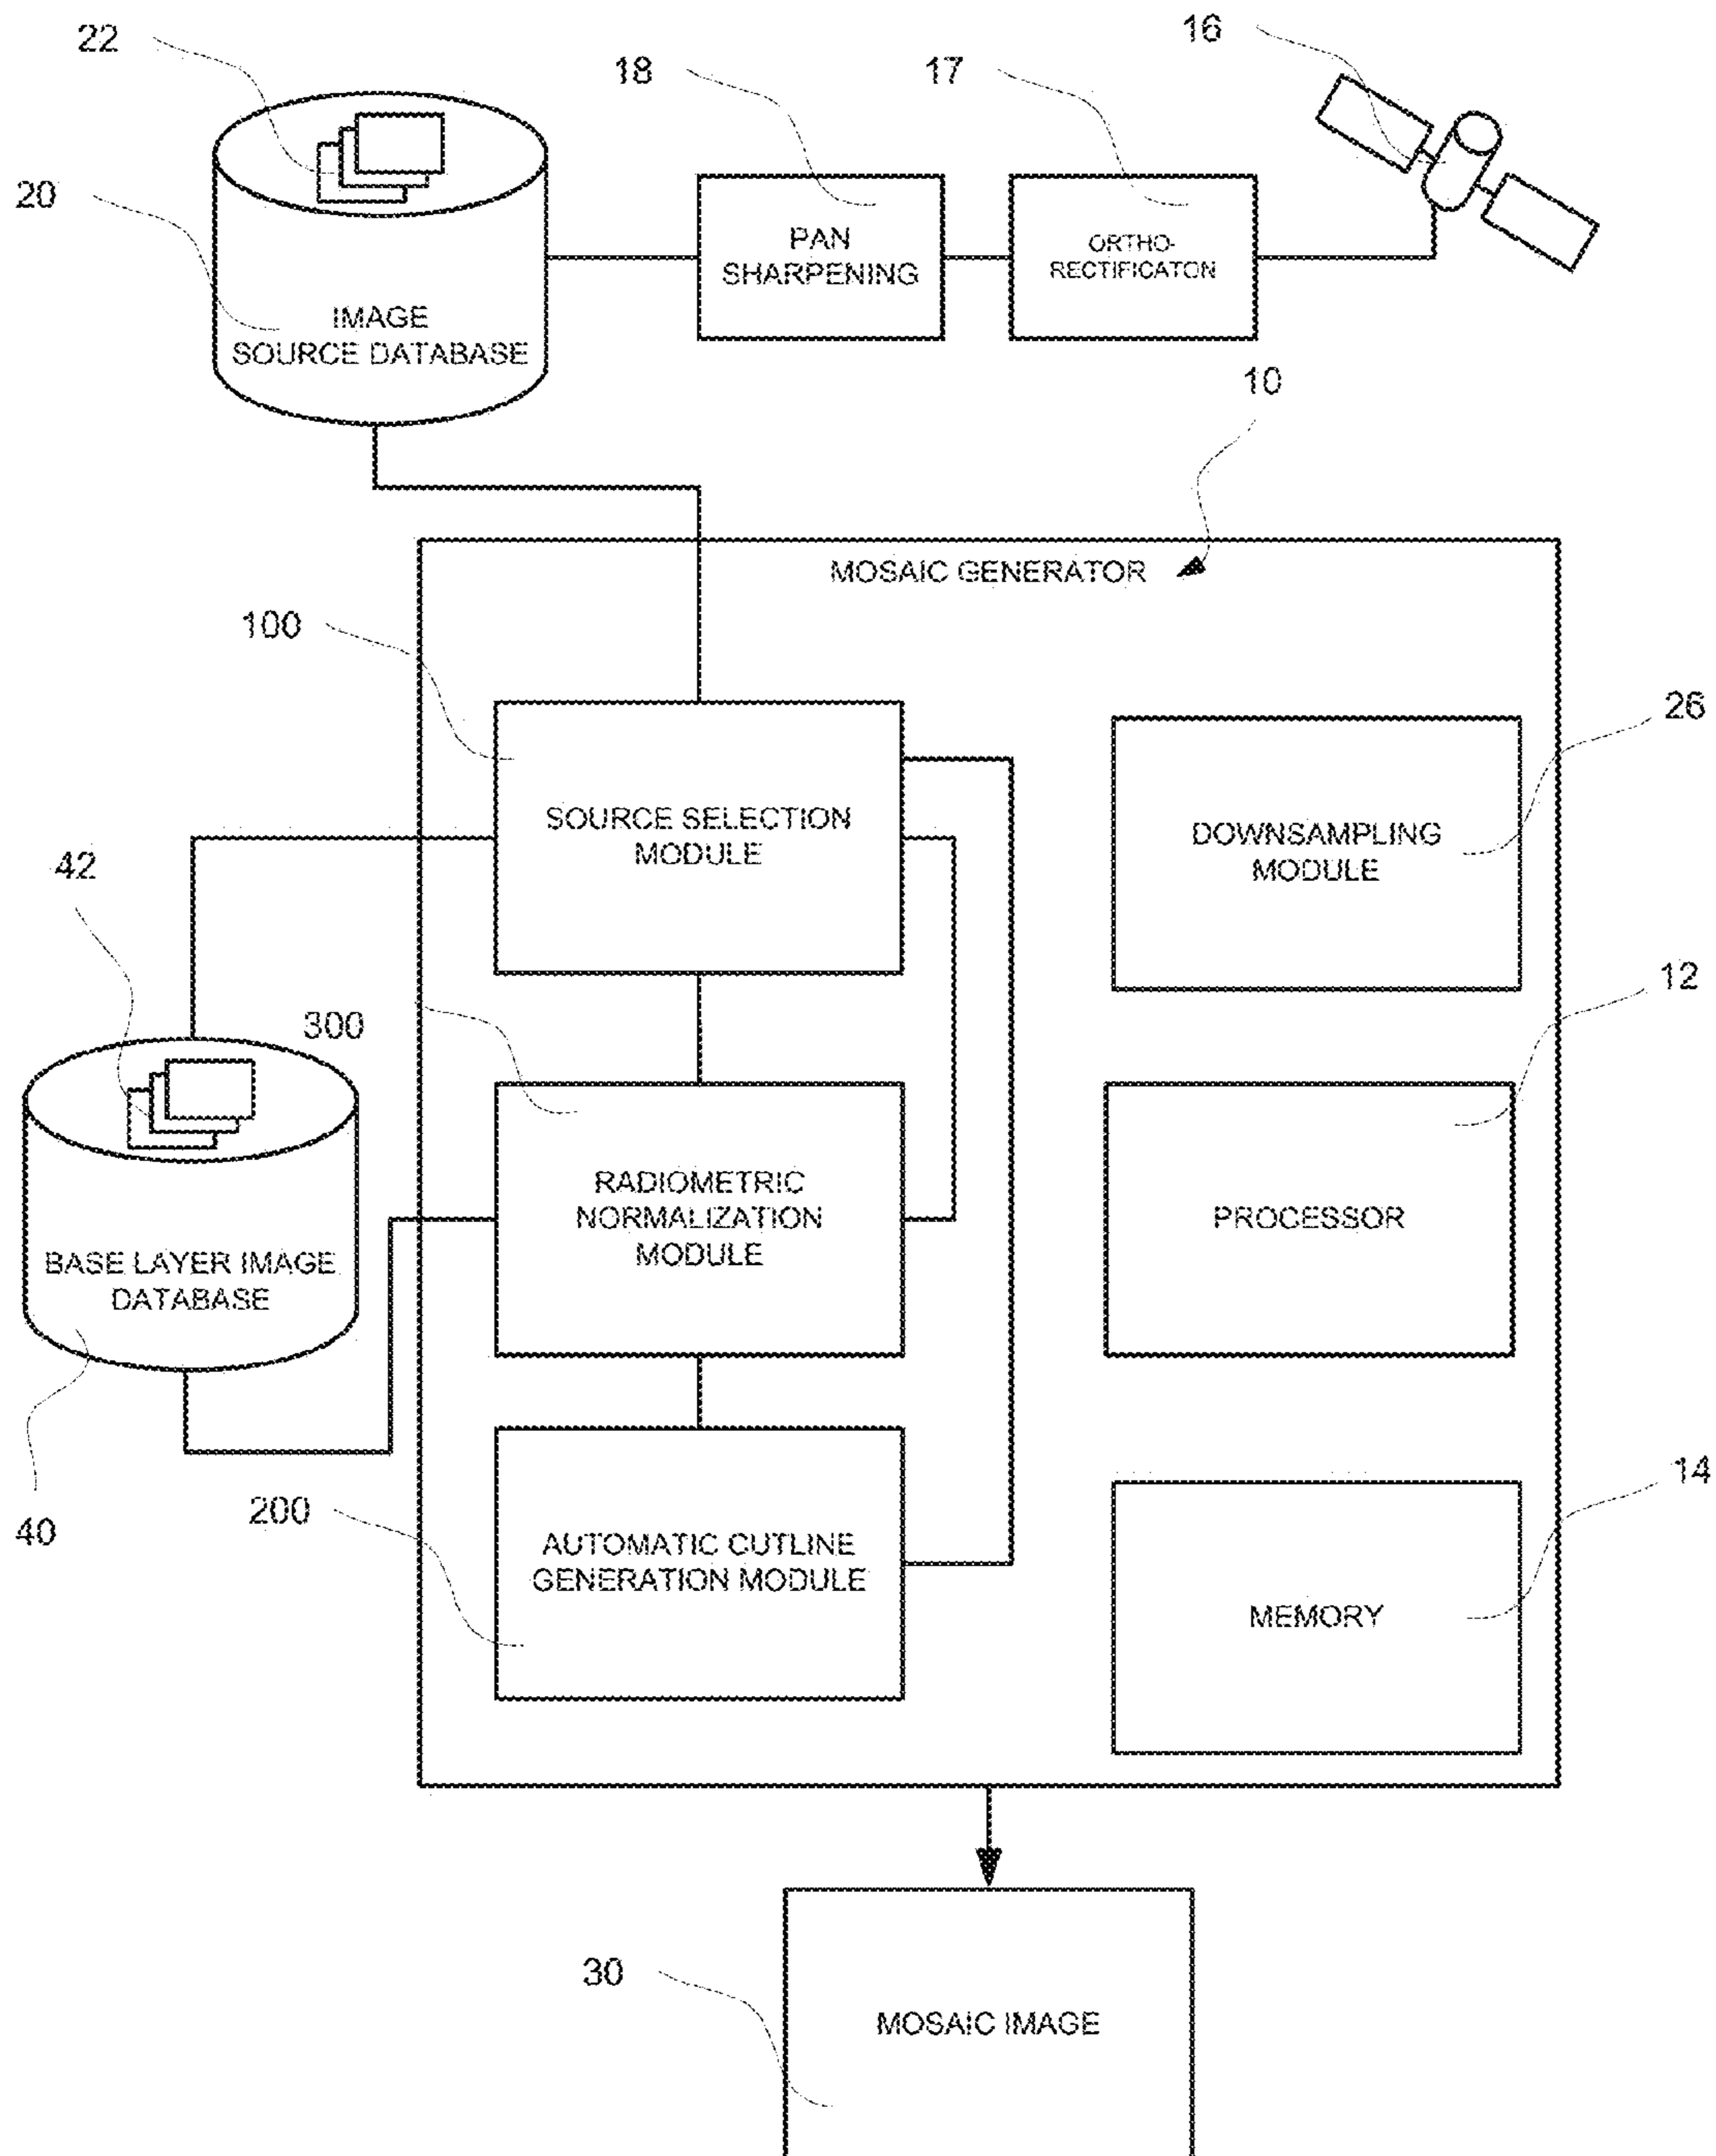 22
18
17
16
20
PAN
SHARPENING
ORTHO-
RECTIFICATON
IMAGE
SOURCE DATABASE
10
MOSAIC GENERATOR
100
26
SOURCE SELECTION
MODULE
DOWNSAMPLING
MODULE
42
12
300
RADIOMETRIC
NORMALIZATION
MODULE
PROCESSOR
BASE LAYER IMAGE
DATABASE
14
200
40
AUTOMATIC CUTLINE
GENERATION MODULE
MEMORY
30
MOSAIC IMAGE